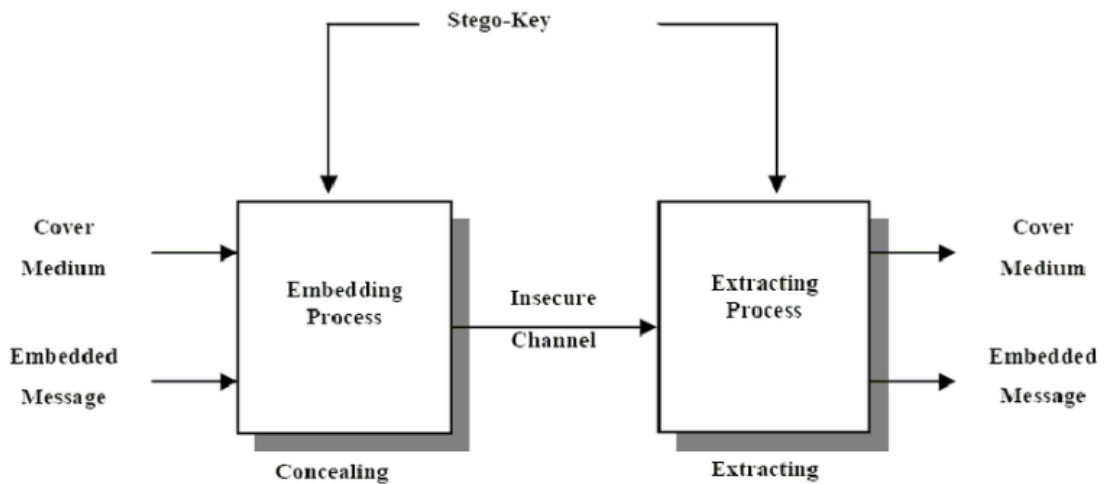 Stego-Key
Cover
Medium
Embedded
Message
Embedding
Process
Concealing
Insecure
Channel
Extracting
Process
Extracting
Cover
Medium
Embedded
Message